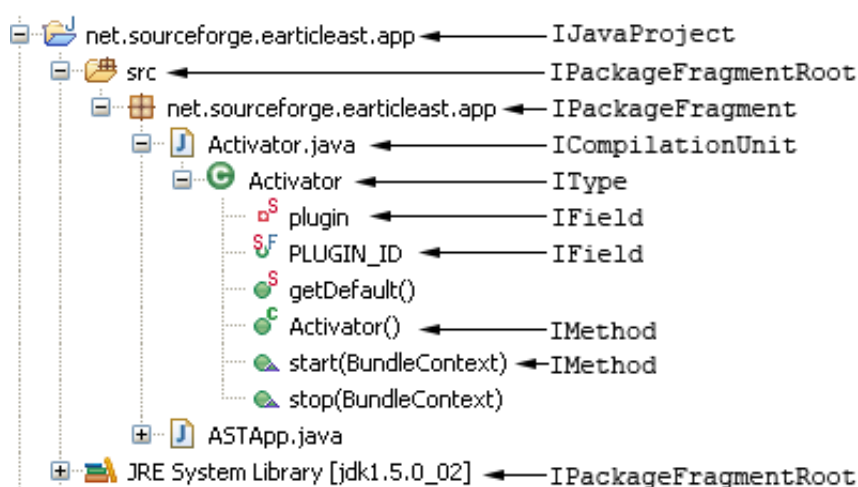 net.sourceforge.earticleast.app IJavaProject
src IPackageFragmentRoot
net.sourceforge.earticleast.app IPackageFragment
Activator.java ICompilationUnit
Activator IType
plugin IField
PLUGIN_ID IField
getDefault()
Activator() IMethod
start(BundleContext) IMethod
stop(BundleContext)
ASTApp.java
JRE System Library [jdk1.5.0_02] IPackageFragmentRoot